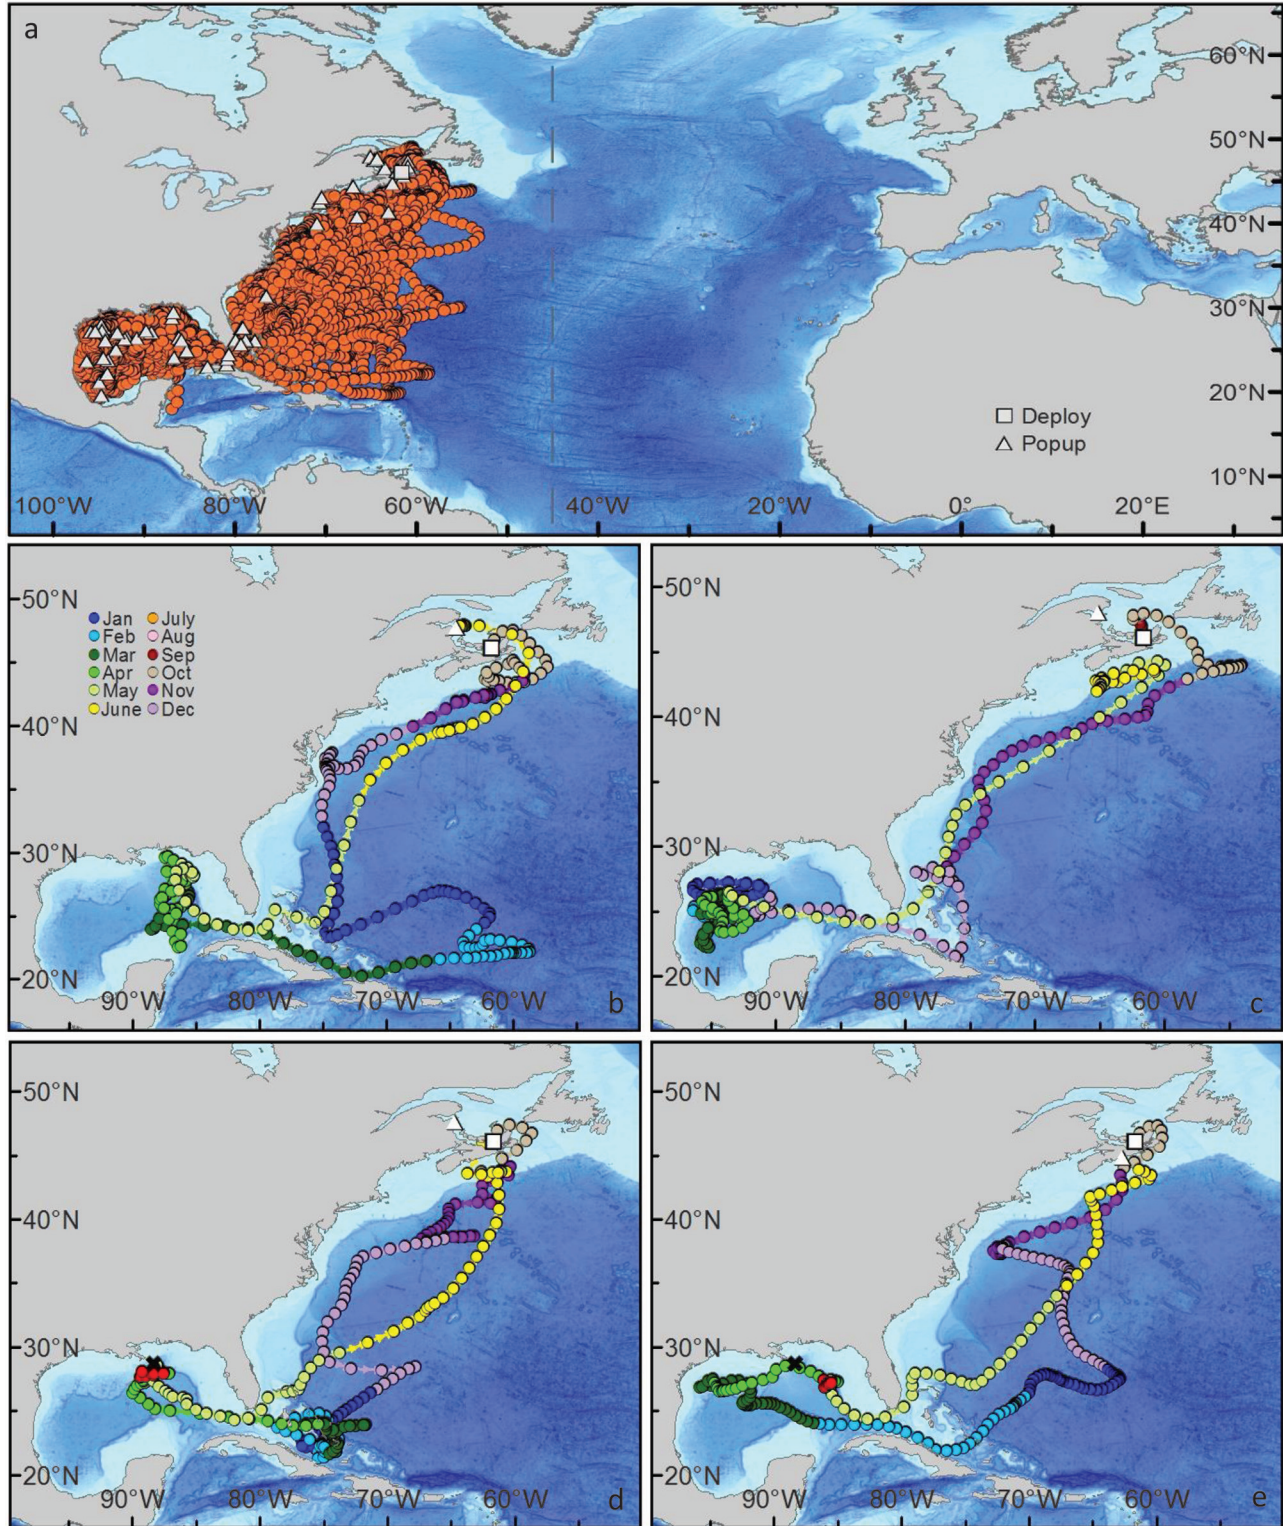 a
60°N
50°N
40°N
30°N
20°N
10°N
Deploy
Popup
100°W 80°W 60°W 40°W 20°W 0° 20°E
50°N
40°N
30°N
20°N
Jan July
Feb Aug
Mar Sep
Apr Oct
May Nov
June Dec
90°W 80°W 70°W 60°W b
50°N
40°N
30°N
20°N
90°W 80°W 70°W 60°W c
50°N
40°N
30°N
20°N
90°W 80°W 70°W 60°W d
50°N
40°N
30°N
20°N
90°W 80°W 70°W 60°W e